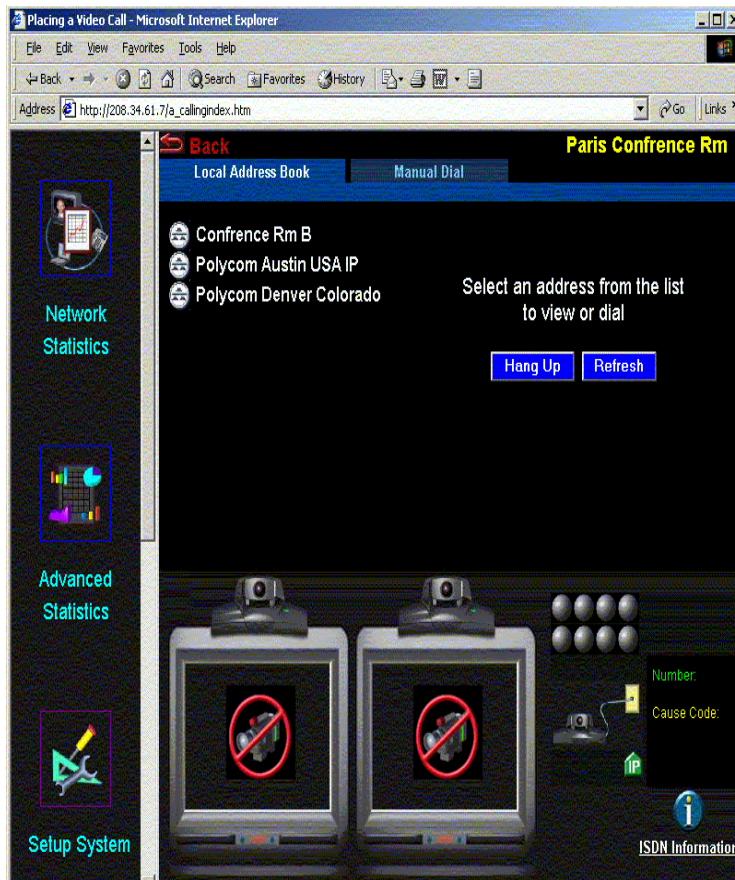 Placing a Video Call - Microsoft Internet Explorer
File Edit View Favorites Tools Help
Back Search Favorites History
Address http://208.34.61.7/a_callingindex.htm Go Links
Back
Paris Confrence Rm
Local Address Book Manual Dial
Confrence Rm B
Polycom Austin USA IP
Polycom Denver Colorado
Select an address from the list
to view or dial
Hang Up Refresh
Network
Statistics
Advanced
Statistics
Setup System
Number:
Cause Code:
IP
ISDN Information